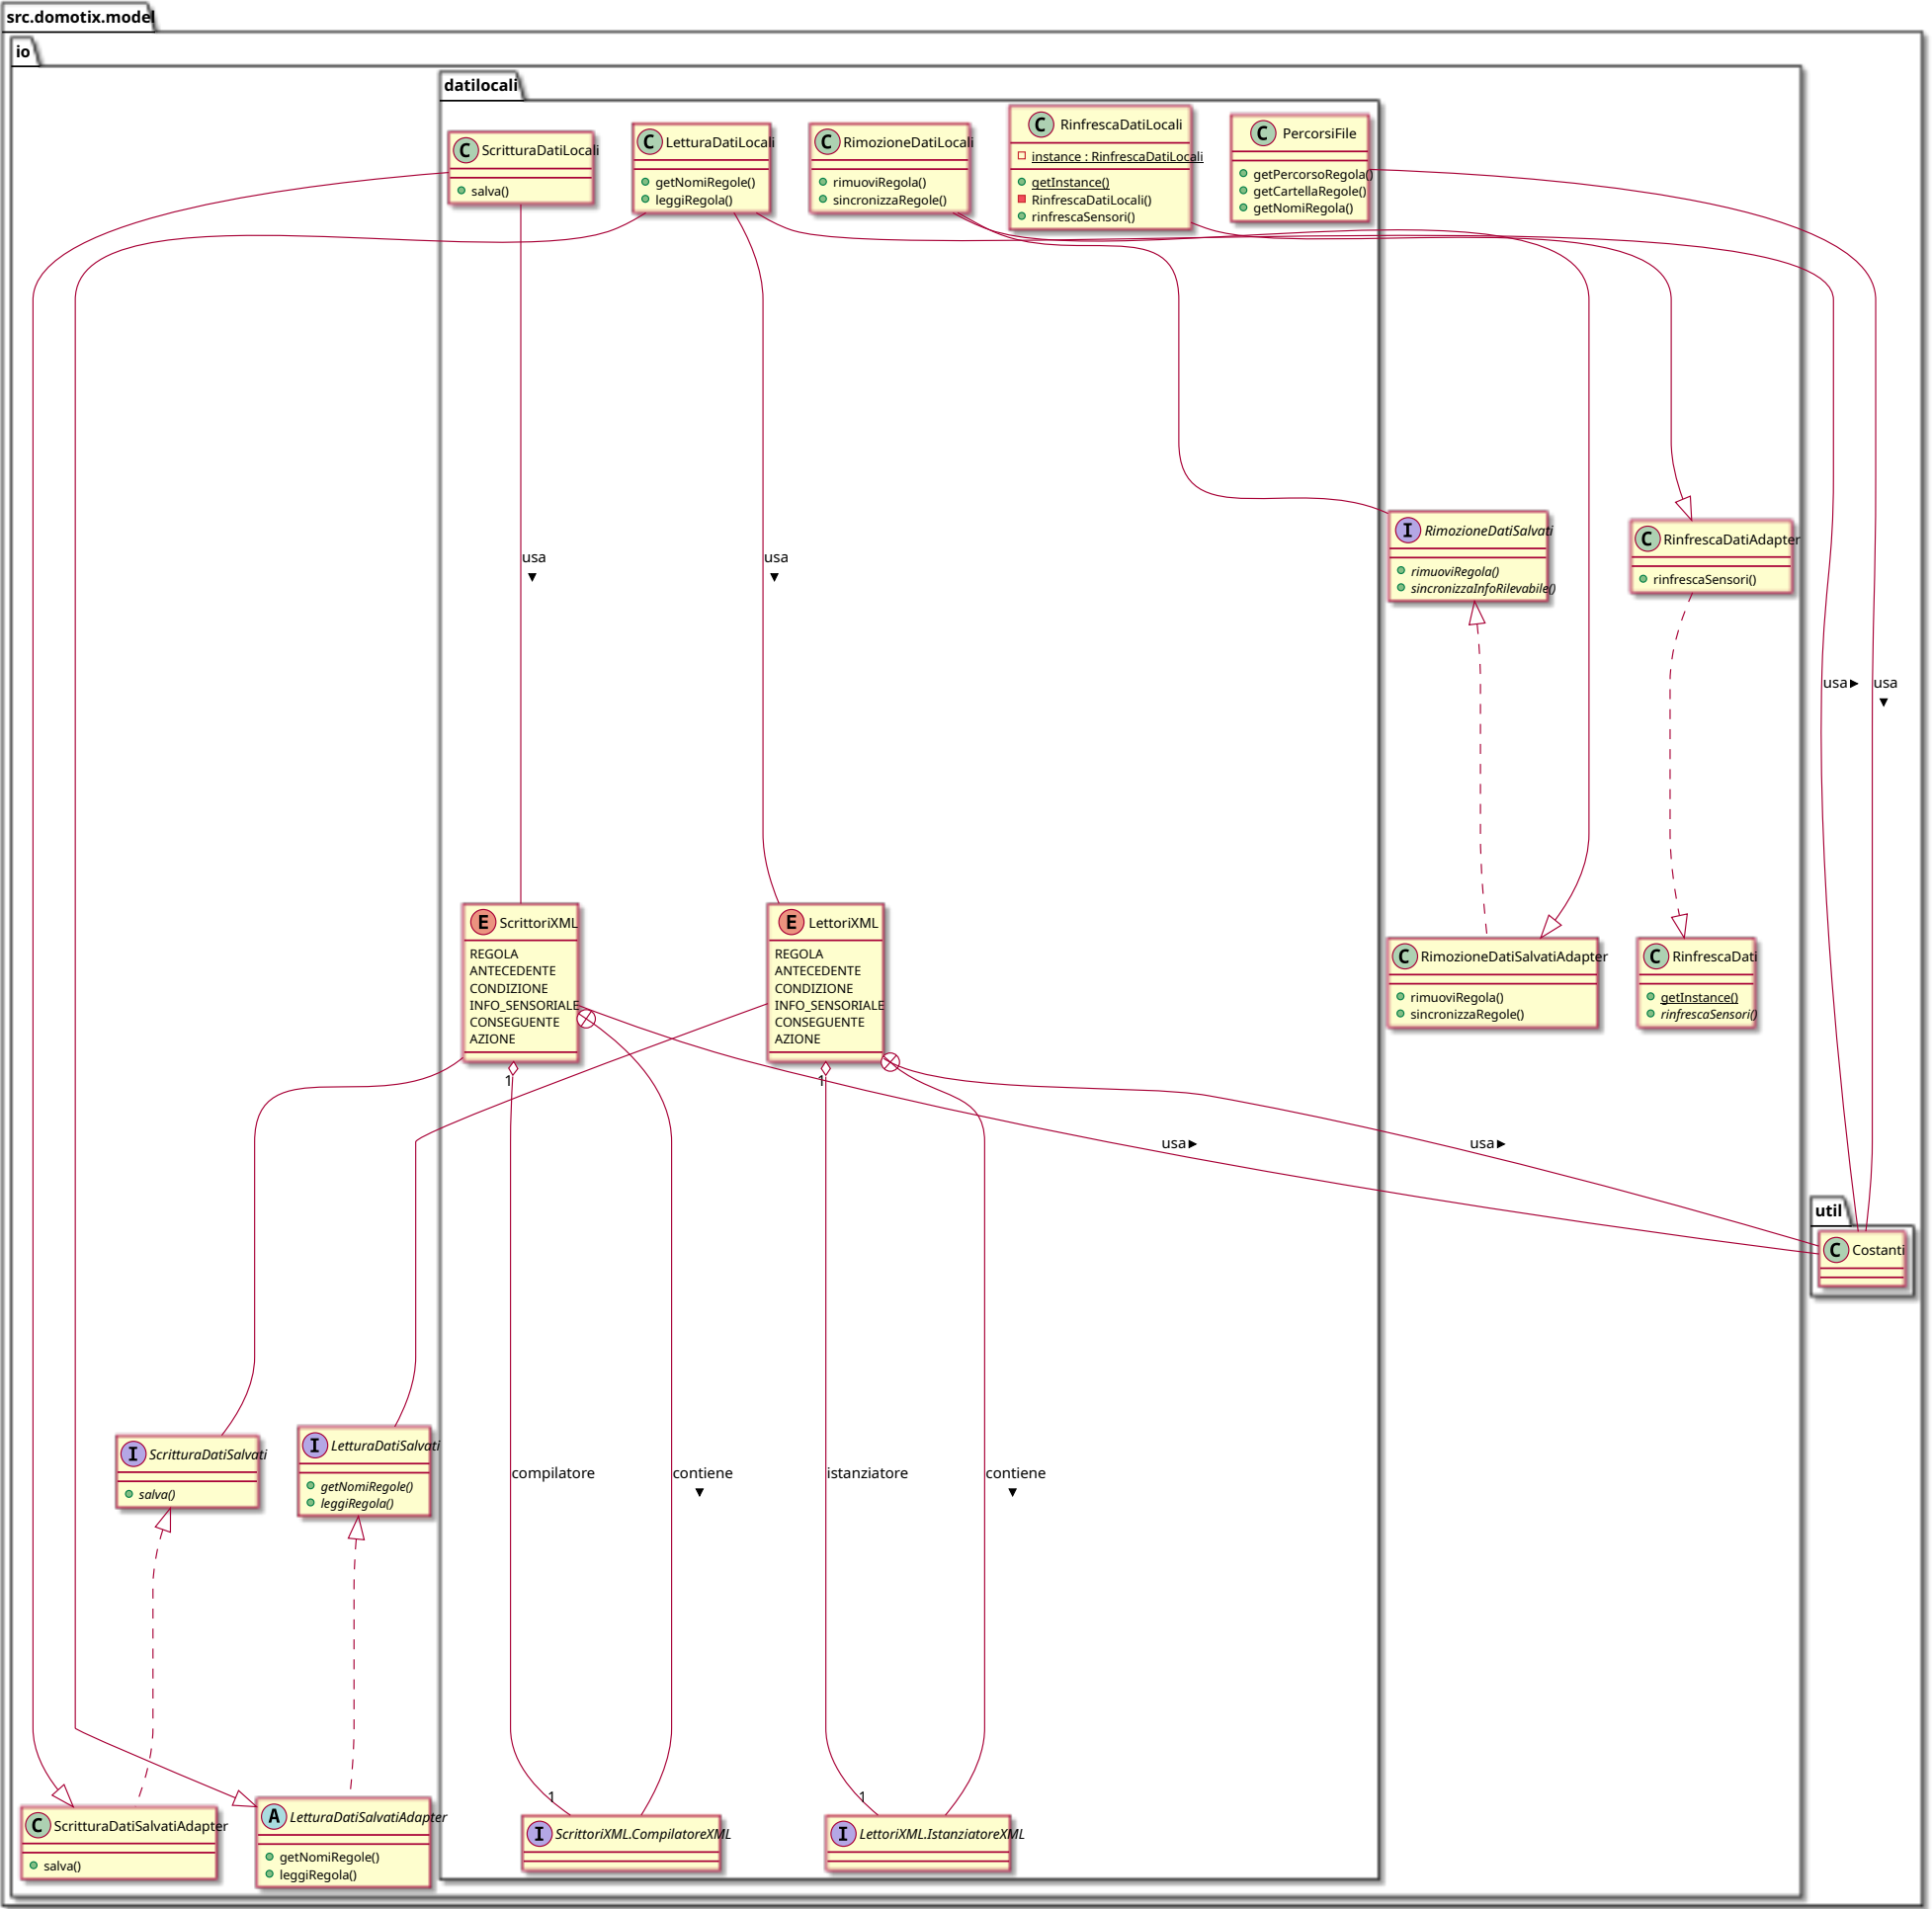 src.domotix.model
io
datilocali
C ScritturaDatiLocali
salva()
C LetturaDatiLocali
getNomiRegole()
leggiRegola()
C RimozioneDatiLocali
rimuoviRegola()
sincronizzaRegole()
C RinfrescaDatiLocali
instance : RinfrescaDatiLocali
getInstance()
RinfrescaDatiLocali()
rinfrescaSensori()
C PercorsiFile
getPercorsoRegola()
getCartellaRegole()
getNomiRegola()
usa
usa
I RimozioneDatiSalvati
rimuoviRegola()
sincronizzaInfoRilevabile()
C RinfrescaDatiAdapter
rinfrescaSensori()
usa
usa
E ScrittoriXML
REGOLA
ANTECEDENTE
CONDIZIONE
INFO_SENSORIALE
CONSEGUENTE
AZIONE
E LettoriXML
REGOLA
ANTECEDENTE
CONDIZIONE
INFO_SENSORIALE
CONSEGUENTE
AZIONE
C RimozioneDatiSalvatiAdapter
rimuoviRegola()
sincronizzaRegole()
C RinfrescaDati
getInstance()
rinfrescaSensori()
1
1
usa
usa
util
C Costanti
I ScritturaDatiSalvati
salva()
I LetturaDatiSalvati
getNomiRegole()
leggiRegola()
compilatore
contiene
istanziatore
contiene
1
1
C ScritturaDatiSalvatiAdapter
salva()
A LetturaDatiSalvatiAdapter
getNomiRegole()
leggiRegola()
I ScrittoriXML.CompilatoreXML
I LettoriXML.IstanziatoreXML